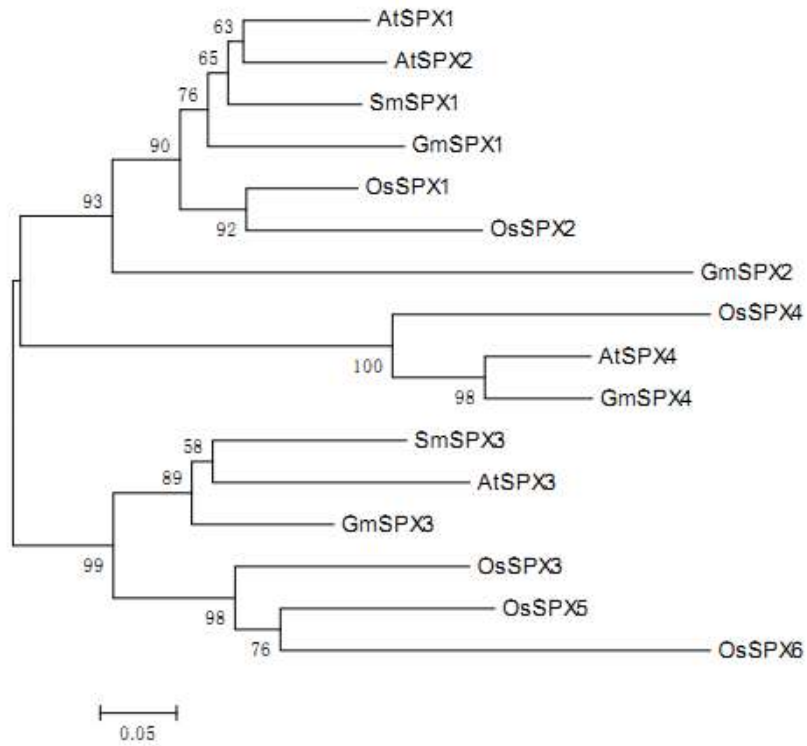 AtSPX1
63
65
AtSPX2
76
SmSPX1
90
GmSPX1
OsSPX1
93
92
OsSPX2
GmSPX2
OsSPX4
AtSPX4
100
98
GmSPX4
SmSPX3
58
89
AtSPX3
GmSPX3
99
OsSPX3
98
OsSPX5
76
OsSPX6
0.05